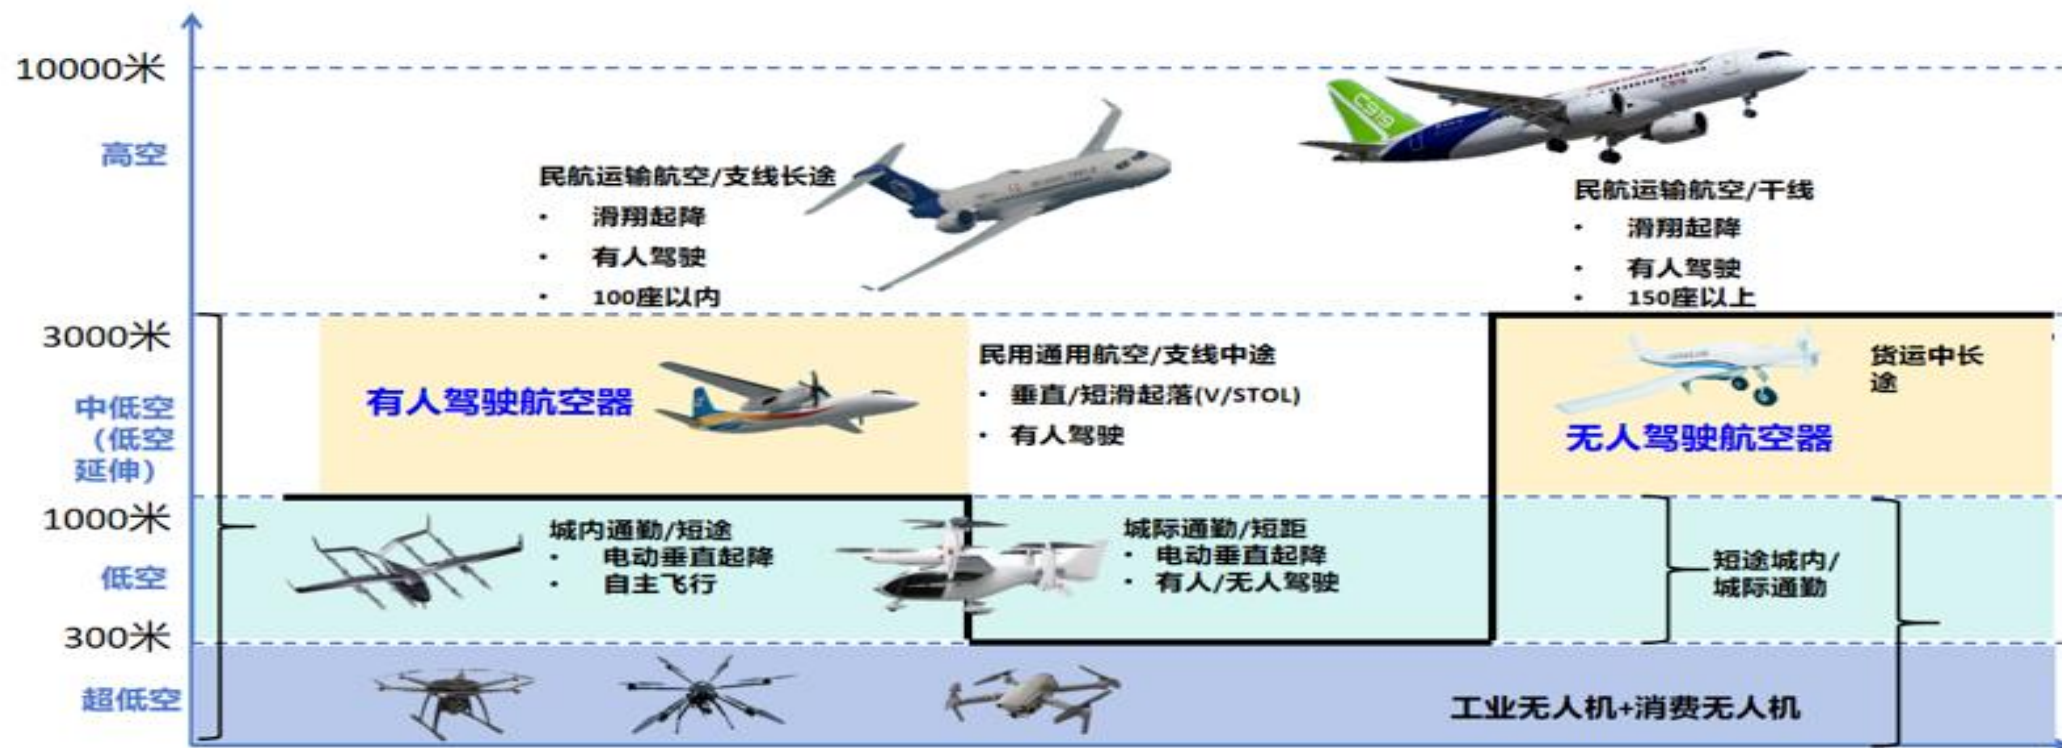 10000米
高空
民航运输航空/支线长途
• 滑翔起降
• 有人驾驶
• 100座以内
C919
C919
民航运输航空/干线
• 滑翔起降
• 有人驾驶
• 150座以上
3000米
中低空
（低空
延伸）
有人驾驶航空器
民用通用航空/支线中途
• 垂直/短滑起落(V/STOL)
• 有人驾驶
货运中长
途
无人驾驶航空器
1000米
低空
城内通勤/短途
• 电动垂直起降
• 自主飞行
城际通勤/短距
• 电动垂直起降
• 有人/无人驾驶
短途城内/
城际通勤
300米
超低空
工业无人机+消费无人机